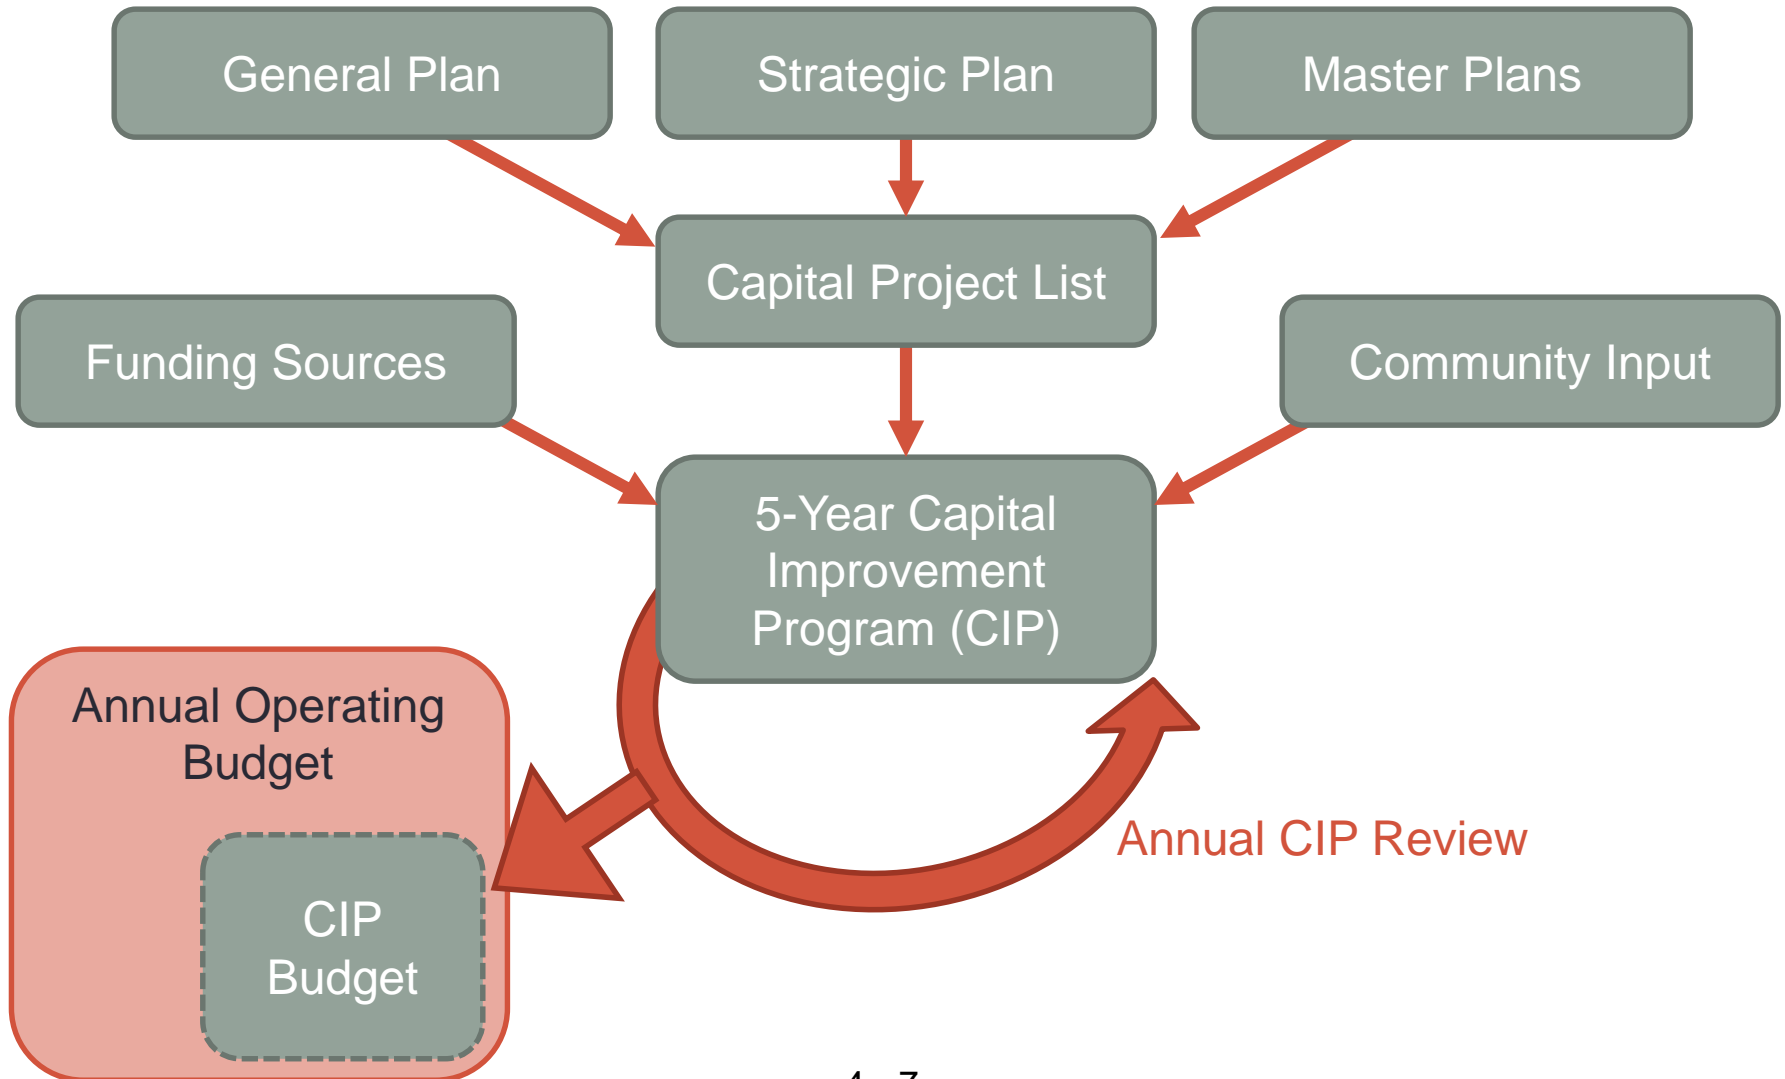 General Plan
Strategic Plan
Master Plans
Capital Project List
Funding Sources
Community Input
5-Year Capital
Improvement
Program (CIP)
Annual Operating
Budget
Annual CIP Review
CIP
Budget